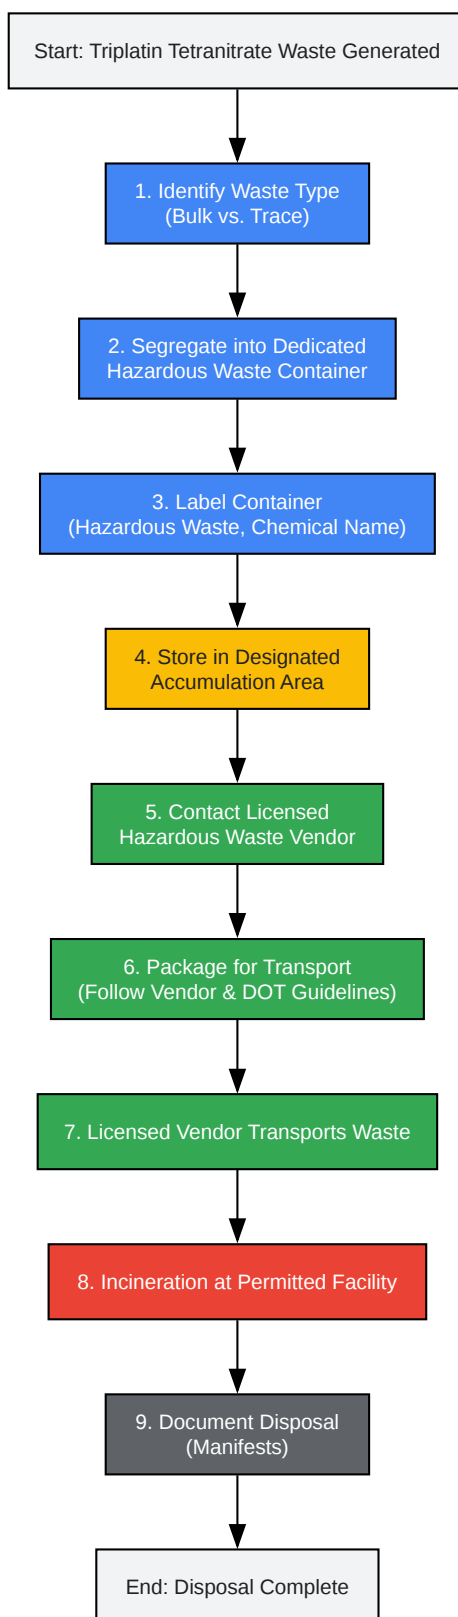 Start: Triplatin Tetranitrate Waste Generated
1. Identify Waste Type
(Bulk vs. Trace)
2. Segregate into Dedicated
Hazardous Waste Container
3. Label Container
(Hazardous Waste, Chemical Name)
4. Store in Designated
Accumulation Area
5. Contact Licensed
Hazardous Waste Vendor
6. Package for Transport
(Follow Vendor & DOT Guidelines)
7. Licensed Vendor Transports Waste
8. Incineration at Permitted Facility
9. Document Disposal
(Manifests)
End: Disposal Complete